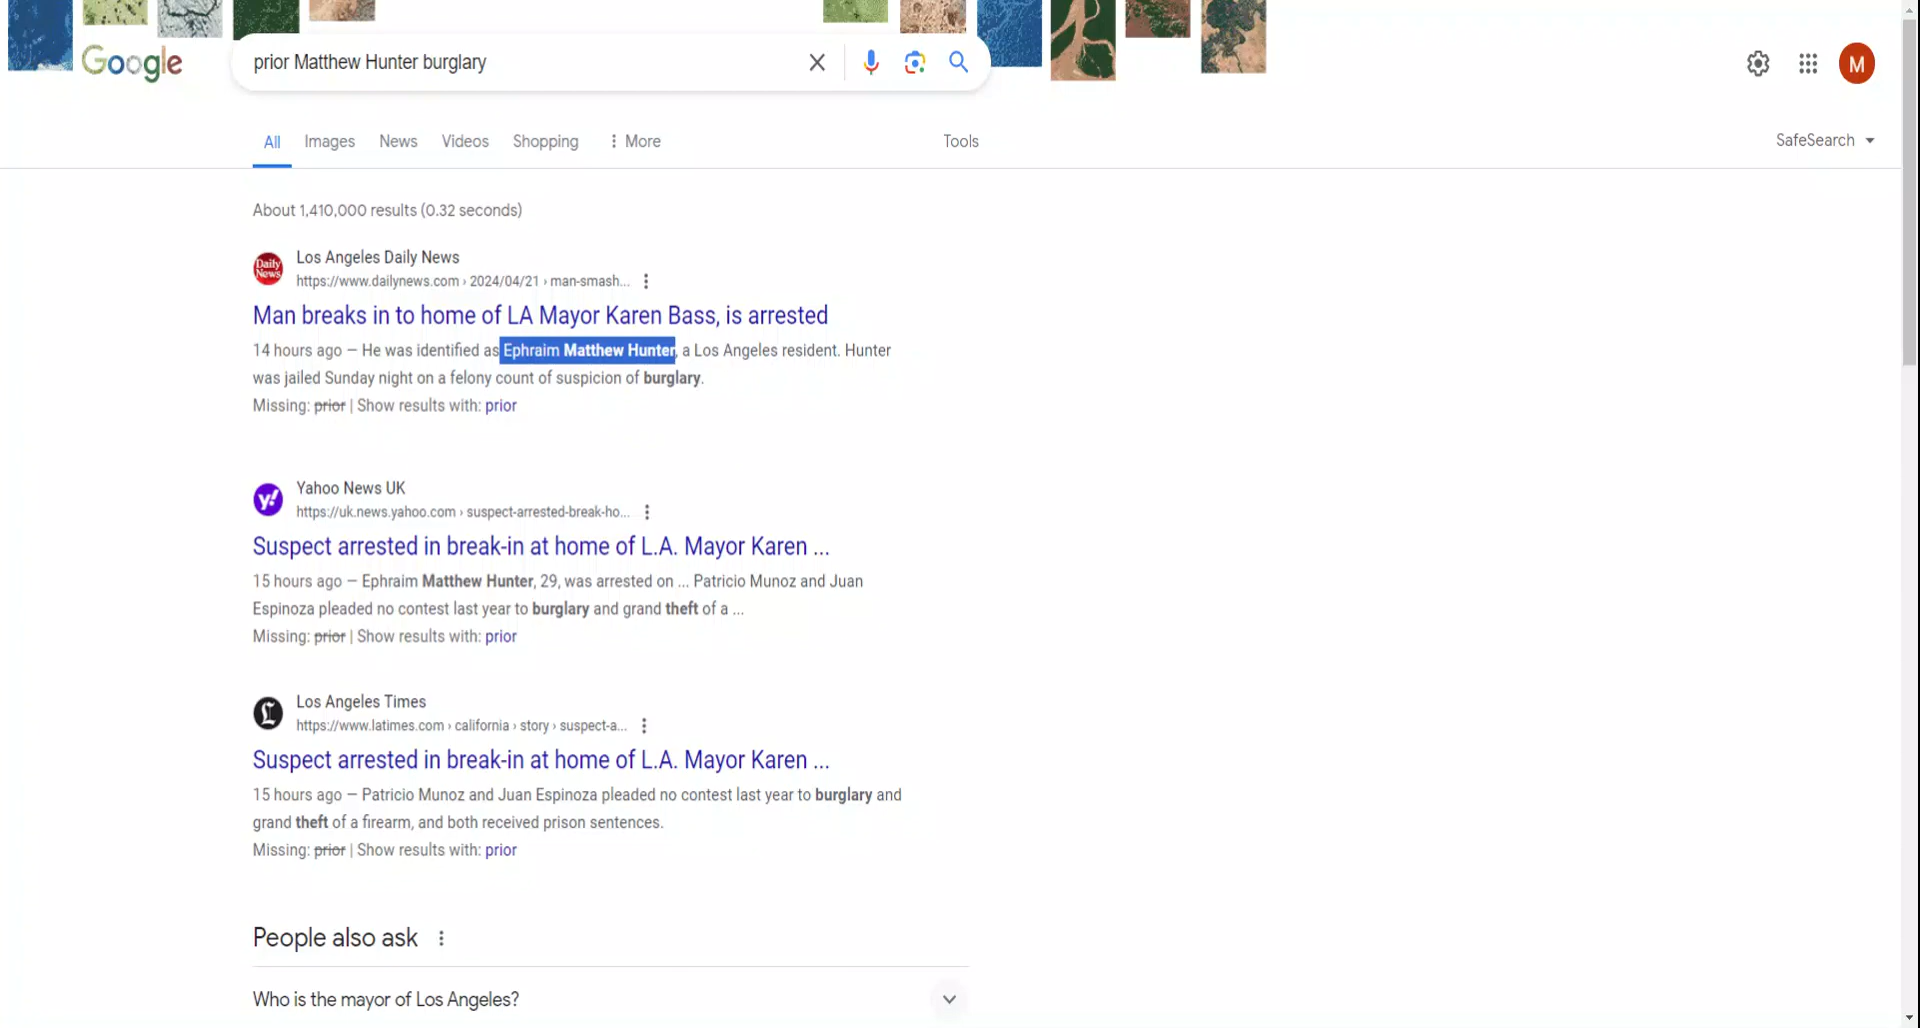 Google
prior Matthew Hunter burglary
M
All Images News Videos Shopping More Tools
SafeSearch
About 1,410,000 results (0.32 seconds)
Daily News
Los Angeles Daily News
https://www.dailynews.com › 2024/04/21 › man-smash...
Man breaks in to home of LA Mayor Karen Bass, is arrested
14 hours ago — He was identified as Ephraim Matthew Hunter, a Los Angeles resident. Hunter
was jailed Sunday night on a felony count of suspicion of burglary.
Missing: prior | Show results with: prior
y!
Yahoo News UK
https://uk.news.yahoo.com › suspect-arrested-break-ho...
Suspect arrested in break-in at home of L.A. Mayor Karen ...
15 hours ago — Ephraim Matthew Hunter, 29, was arrested on ... Patricio Munoz and Juan
Espinoza pleaded no contest last year to burglary and grand theft of a ...
Missing: prior | Show results with: prior
L
Los Angeles Times
https://www.latimes.com › california › story › suspect-a...
Suspect arrested in break-in at home of L.A. Mayor Karen ...
15 hours ago — Patricio Munoz and Juan Espinoza pleaded no contest last year to burglary and
grand theft of a firearm, and both received prison sentences.
Missing: prior | Show results with: prior
People also ask
Who is the mayor of Los Angeles?